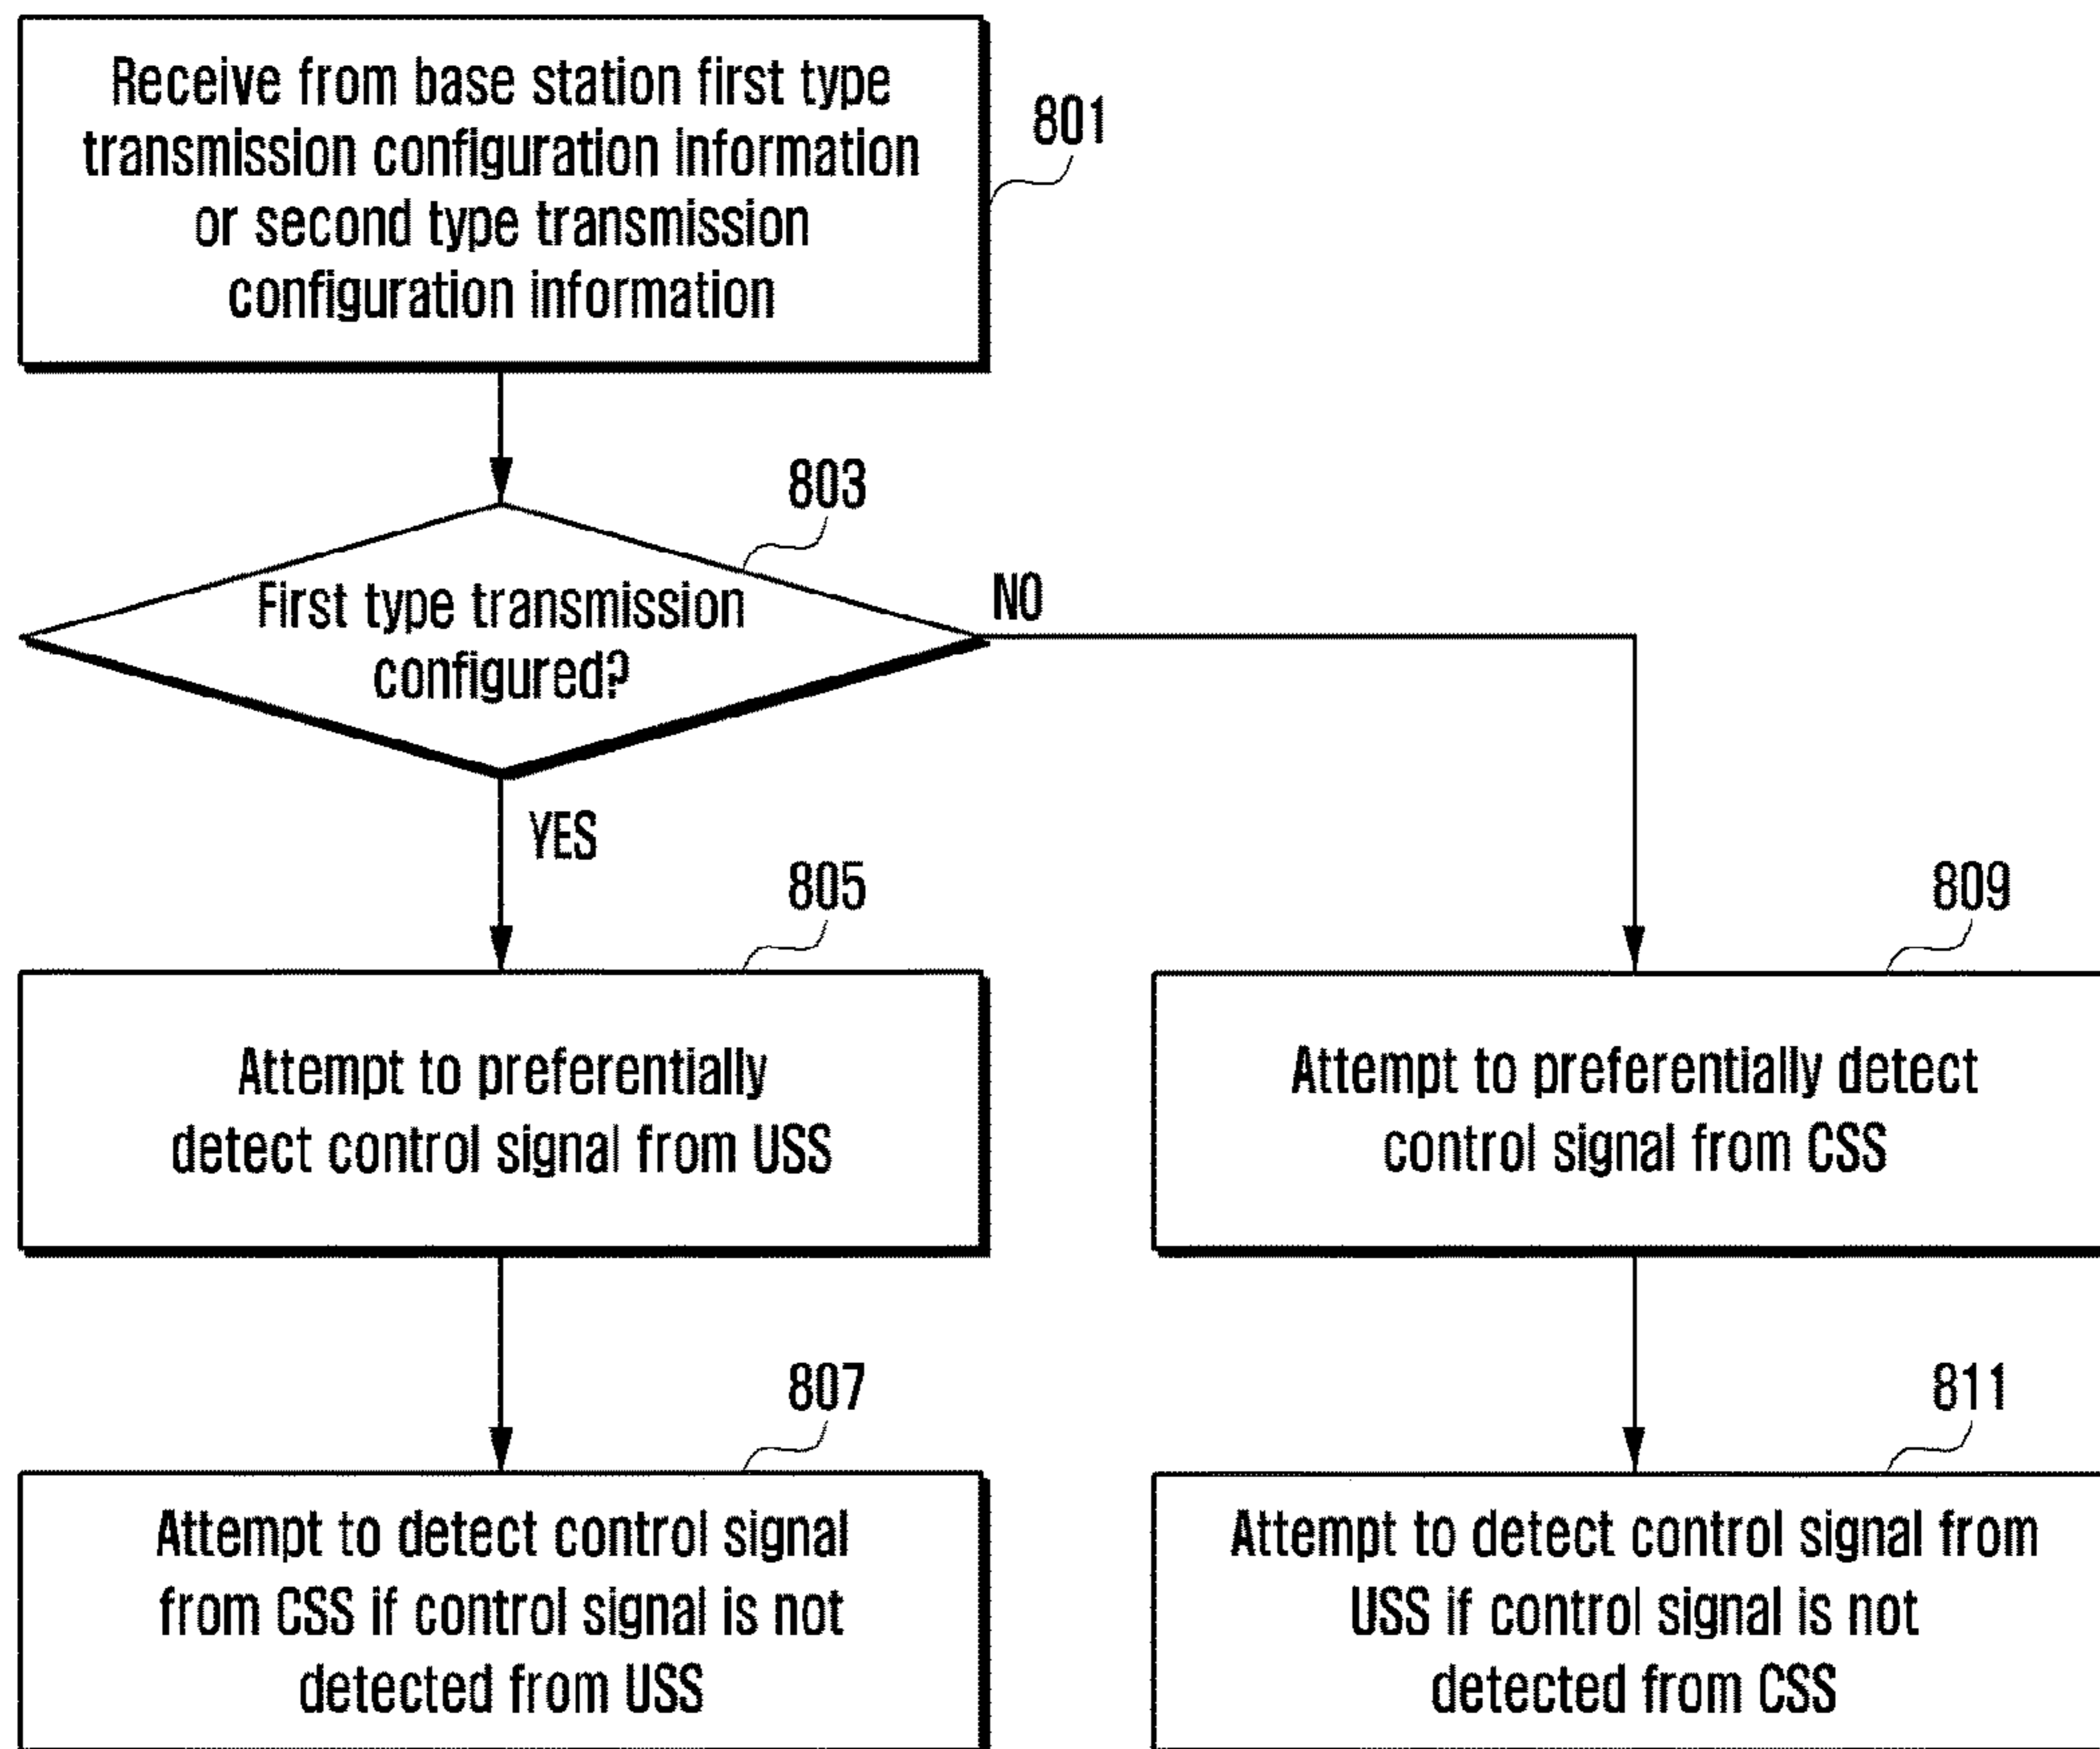 Receive from base station first type
transmission configuration information
or second type transmission
configuration information
801
803
First type transmission
configured?
NO
YES
805
Attempt to preferentially
detect control signal from USS
809
Attempt to preferentially detect
control signal from CSS
807
Attempt to detect control signal
from CSS if control signal is not
detected from USS
811
Attempt to detect control signal from
USS if control signal is not
detected from CSS